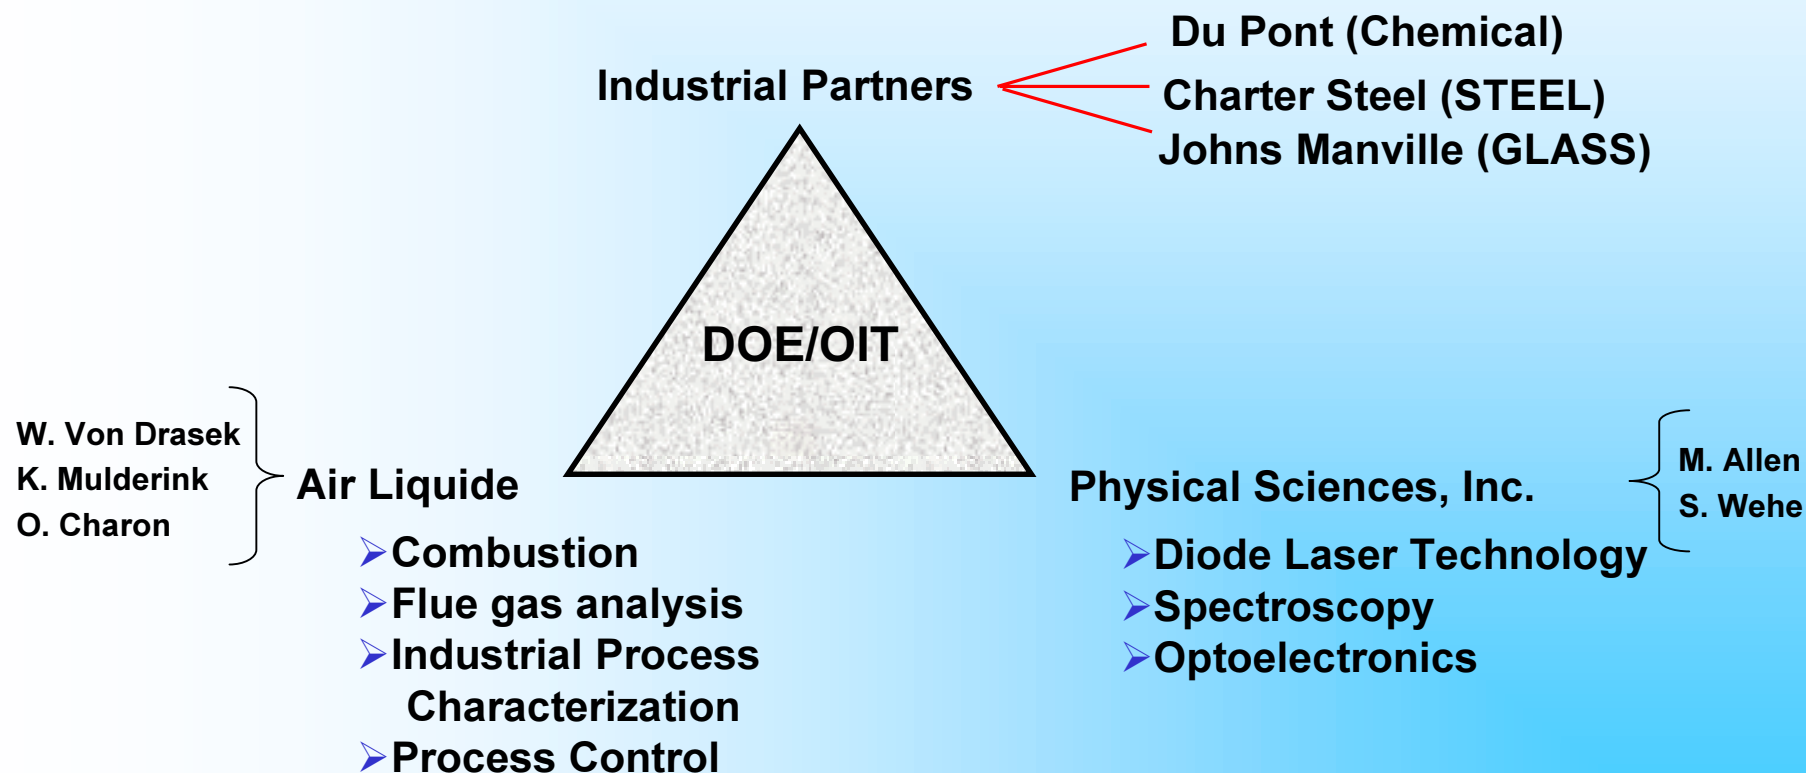 Industrial Partners
Du Pont (Chemical)
Charter Steel (STEEL)
Johns Manville (GLASS)
DOE/OIT
W. Von Drasek
K. Mulderink
O. Charon
Air Liquide
Combustion
Flue gas analysis
Industrial Process
Characterization
Process Control
Physical Sciences, Inc.
M. Allen
S. Wehe
Diode Laser Technology
Spectroscopy
Optoelectronics